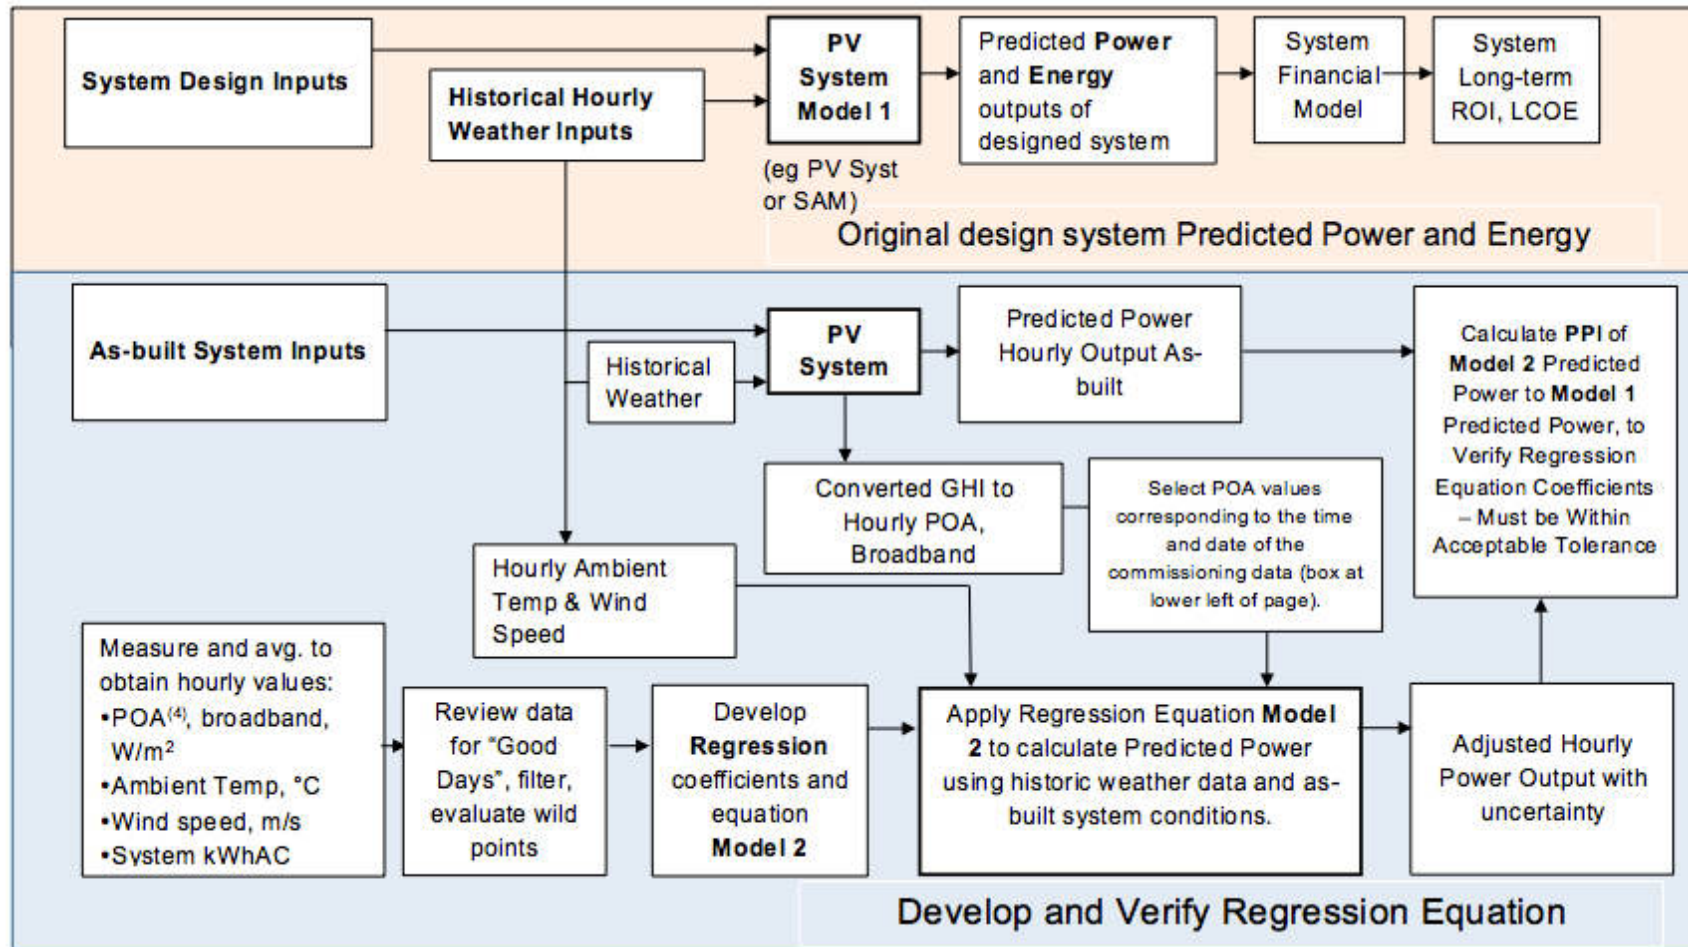 System Design Inputs
Historical Hourly
Weather Inputs
PV
System
Model 1
(eg PV Syst
or SAM)
Predicted Power
and Energy
outputs of
designed system
System
Financial
Model
System
Long-term
ROI, LCOE
Original design system Predicted Power and Energy
As-built System Inputs
Historical
Weather
PV
System
Predicted Power
Hourly Output As-
built
Calculate PPI of
Model 2 Predicted
Power to Model 1
Predicted Power, to
Verify Regression
Equation Coefficients
– Must be Within
Acceptable Tolerance
Converted GHI to
Hourly POA,
Broadband
Select POA values
corresponding to the time
and date of the
commissioning data (box at
lower left of page).
Hourly Ambient
Temp & Wind
Speed
Measure and avg. to
obtain hourly values:
•POA(4), broadband,
W/m2
•Ambient Temp, °C
•Wind speed, m/s
•System kWhAC
Review data
for “Good
Days”, filter,
evaluate wild
points
Develop
Regression
coefficients and
equation
Model 2
Apply Regression Equation Model
2 to calculate Predicted Power
using historic weather data and as-
built system conditions.
Adjusted Hourly
Power Output with
uncertainty
Develop and Verify Regression Equation